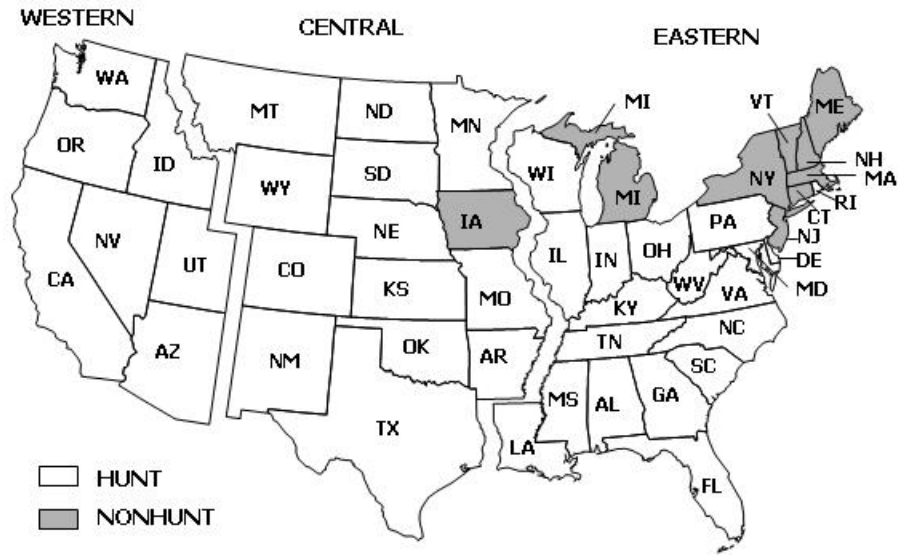 WESTERN
CENTRAL
EASTERN
WA
MT
ND
MN
MI
VT
ME
OR
ID
SD
WI
NH
MA
WY
NY
RI
MI
CT
IA
NV
NE
PA
NJ
CA
UT
CO
IL
IN
OH
DE
KS
MO
WV
VA
MD
KY
AZ
NM
OK
AR
TN
NC
SC
TX
MS
AL
GA
LA
HUNT
FL
NONHUNT